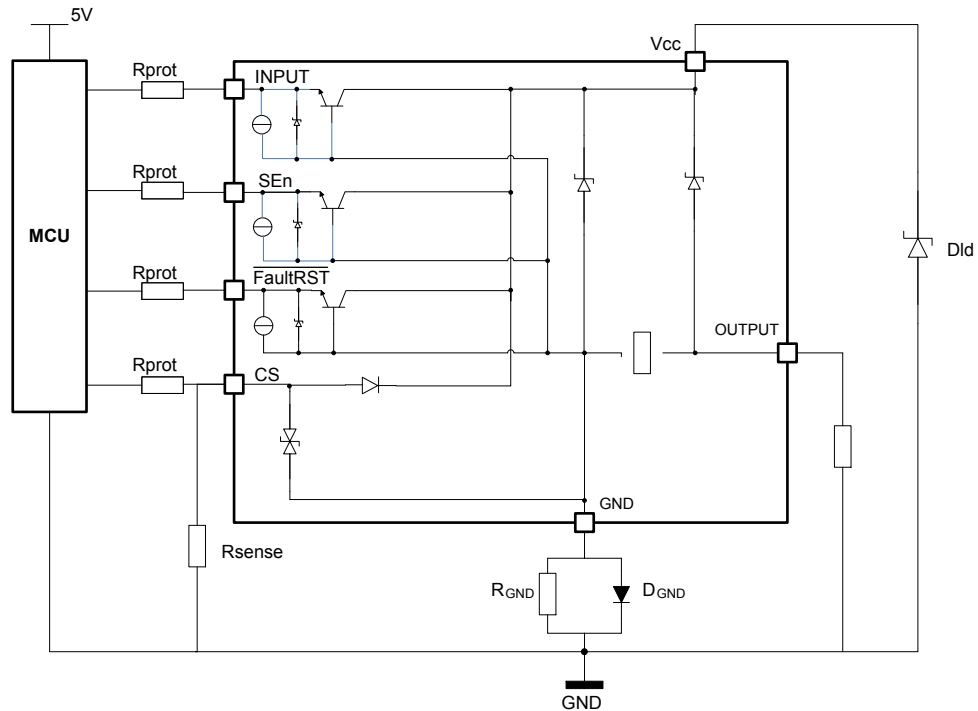 5V
Vcc
Rprot
INPUT
Rprot
SEn
MCU
Dld
Rprot
FaultRST
OUTPUT
Rprot
CS
GND
Rsense
RGND
DGND
GND